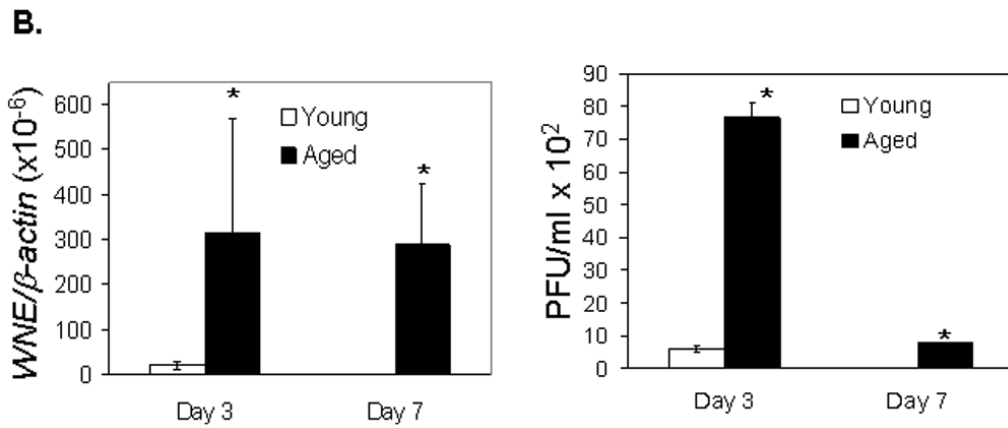 B.
WNE/β-actin (x10⁻⁶)
600
500
400
300
200
100
0
*
*
Young
Aged
Day 3
Day 7
PFU/ml x 10²
90
80
70
60
50
40
30
20
10
0
*
*
Young
Aged
Day 3
Day 7